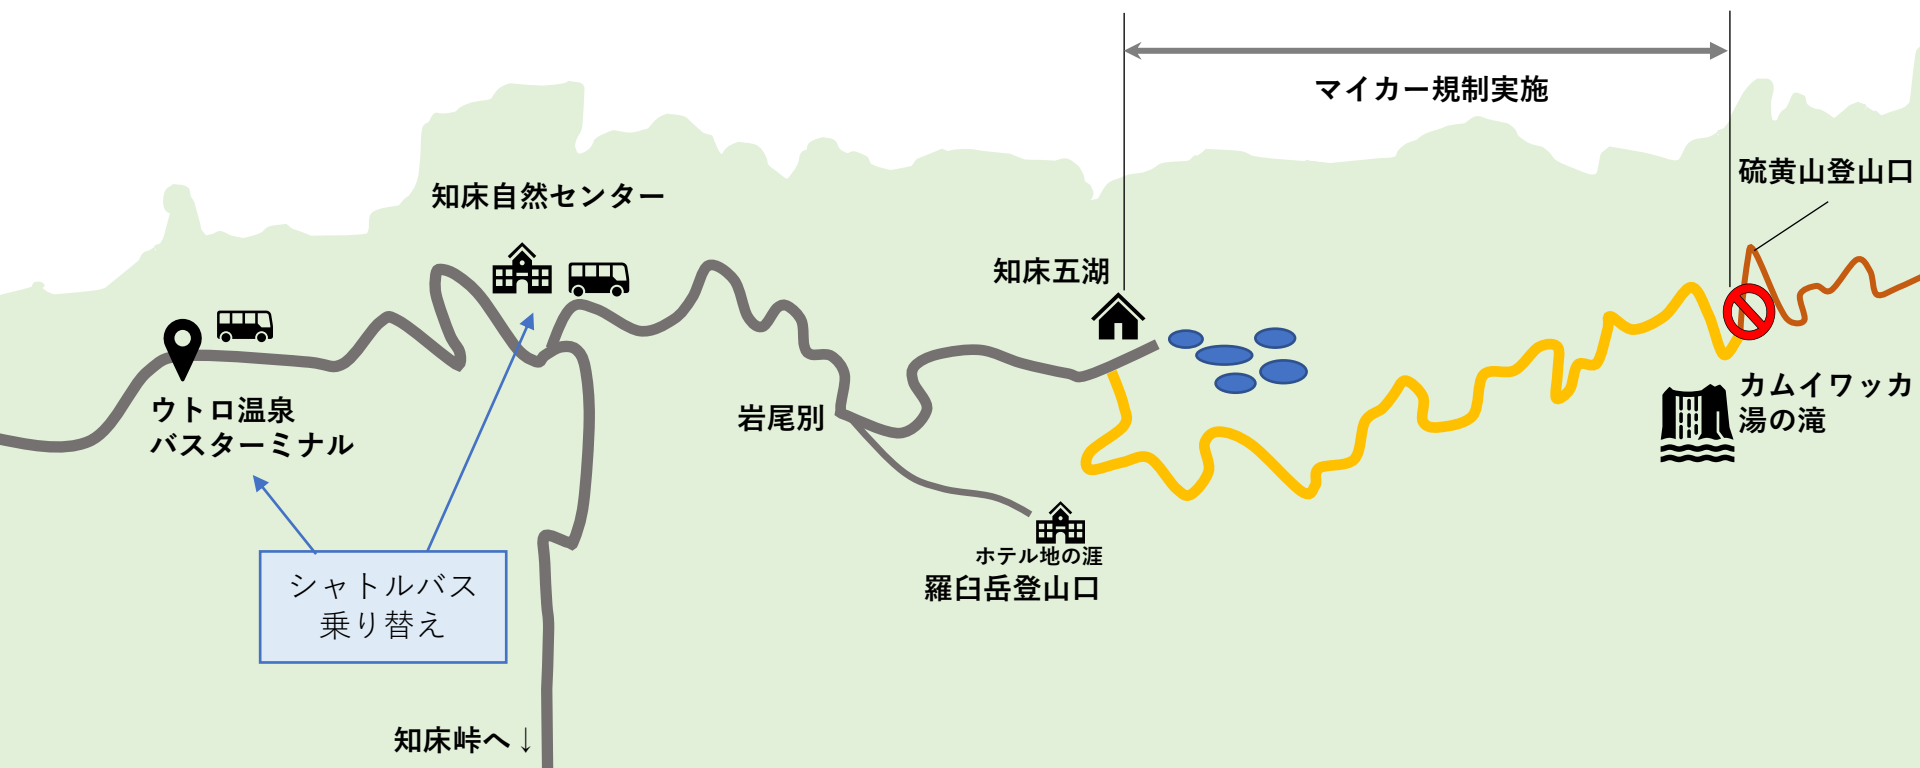 マイカー規制実施
硫黄山登山口
知床自然センター
知床五湖
ウトロ温泉
バスターミナル
岩尾別
カムイワッカ
湯の滝
シャトルバス
乗り替え
ホテル地の涯
羅臼岳登山口
知床峠へ↓